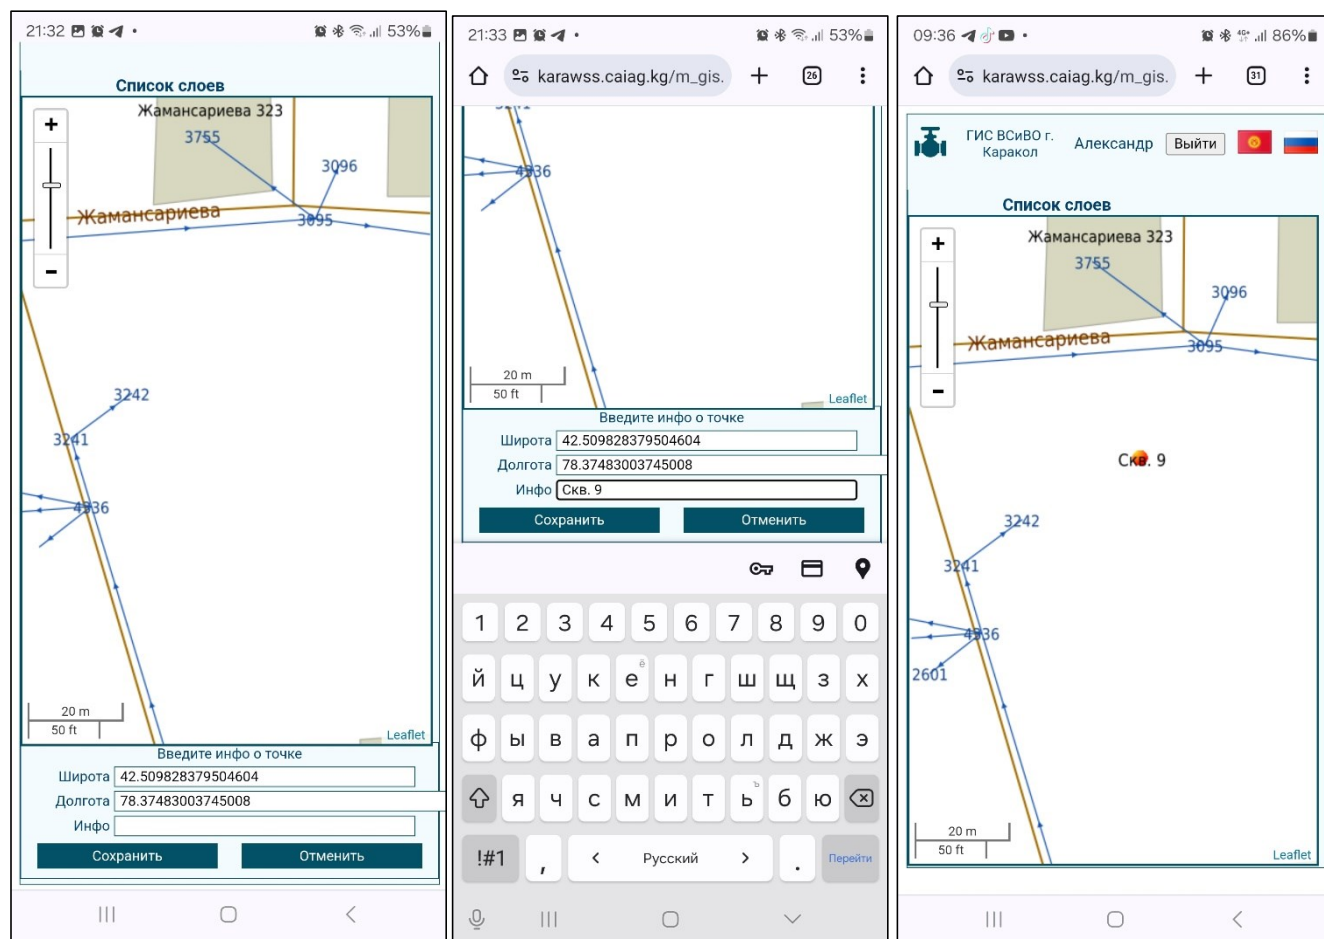 21:32
53%
Список слоев
Жамансариева 323
3755
3096
Жамансариева
3095
+
−
3242
3241
4336
20 m
50 ft
Leaflet
Введите инфо о точке
Широта 42.509828379504604
Долгота 78.37483003745008
Инфо
Сохранить Отменить
21:33
53%
karawss.caiag.kg/m_gis.
+
26
3241
4336
20 m
50 ft
Leaflet
Введите инфо о точке
Широта 42.509828379504604
Долгота 78.37483003745008
Инфо Скв. 9
Сохранить Отменить
1 2 3 4 5 6 7 8 9 0
й ц у к е ё н г ш щ з х
ф ы в а п р о л д ж э
я ч с м и т ь ъ б ю
!#1 , < Русский > . Перейти
09:36
4G+ 86%
karawss.caiag.kg/m_gis.
+
31
ГИС ВСиВО г.
Каракол
Александр Выйти
Список слоев
Жамансариева 323
3755
3096
Жамансариева
3095
+
−
Скв. 9
3242
3241
4336
2601
20 m
50 ft
Leaflet